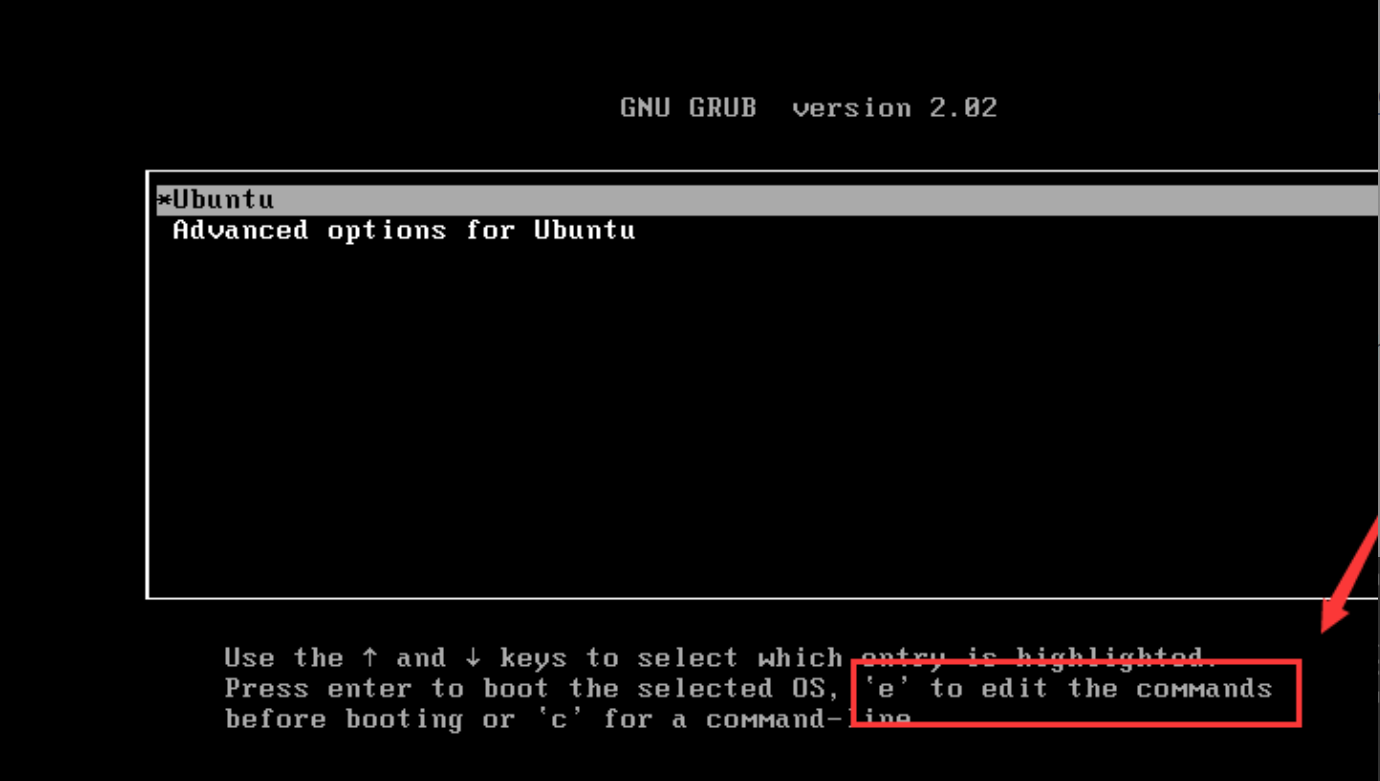 GNU GRUB  version 2.02
*Ubuntu
Advanced options for Ubuntu
Use the ↑ and ↓ keys to select which entry is highlighted.
Press enter to boot the selected OS, `e' to edit the commands
before booting or `c' for a command-line.